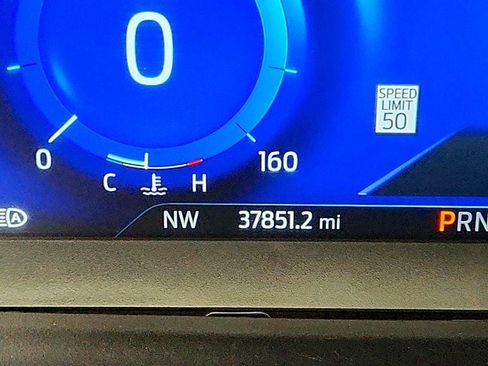 0
SPEED
LIMIT
50
0
160
C
H
A
NW
37851.2 mi
PRN